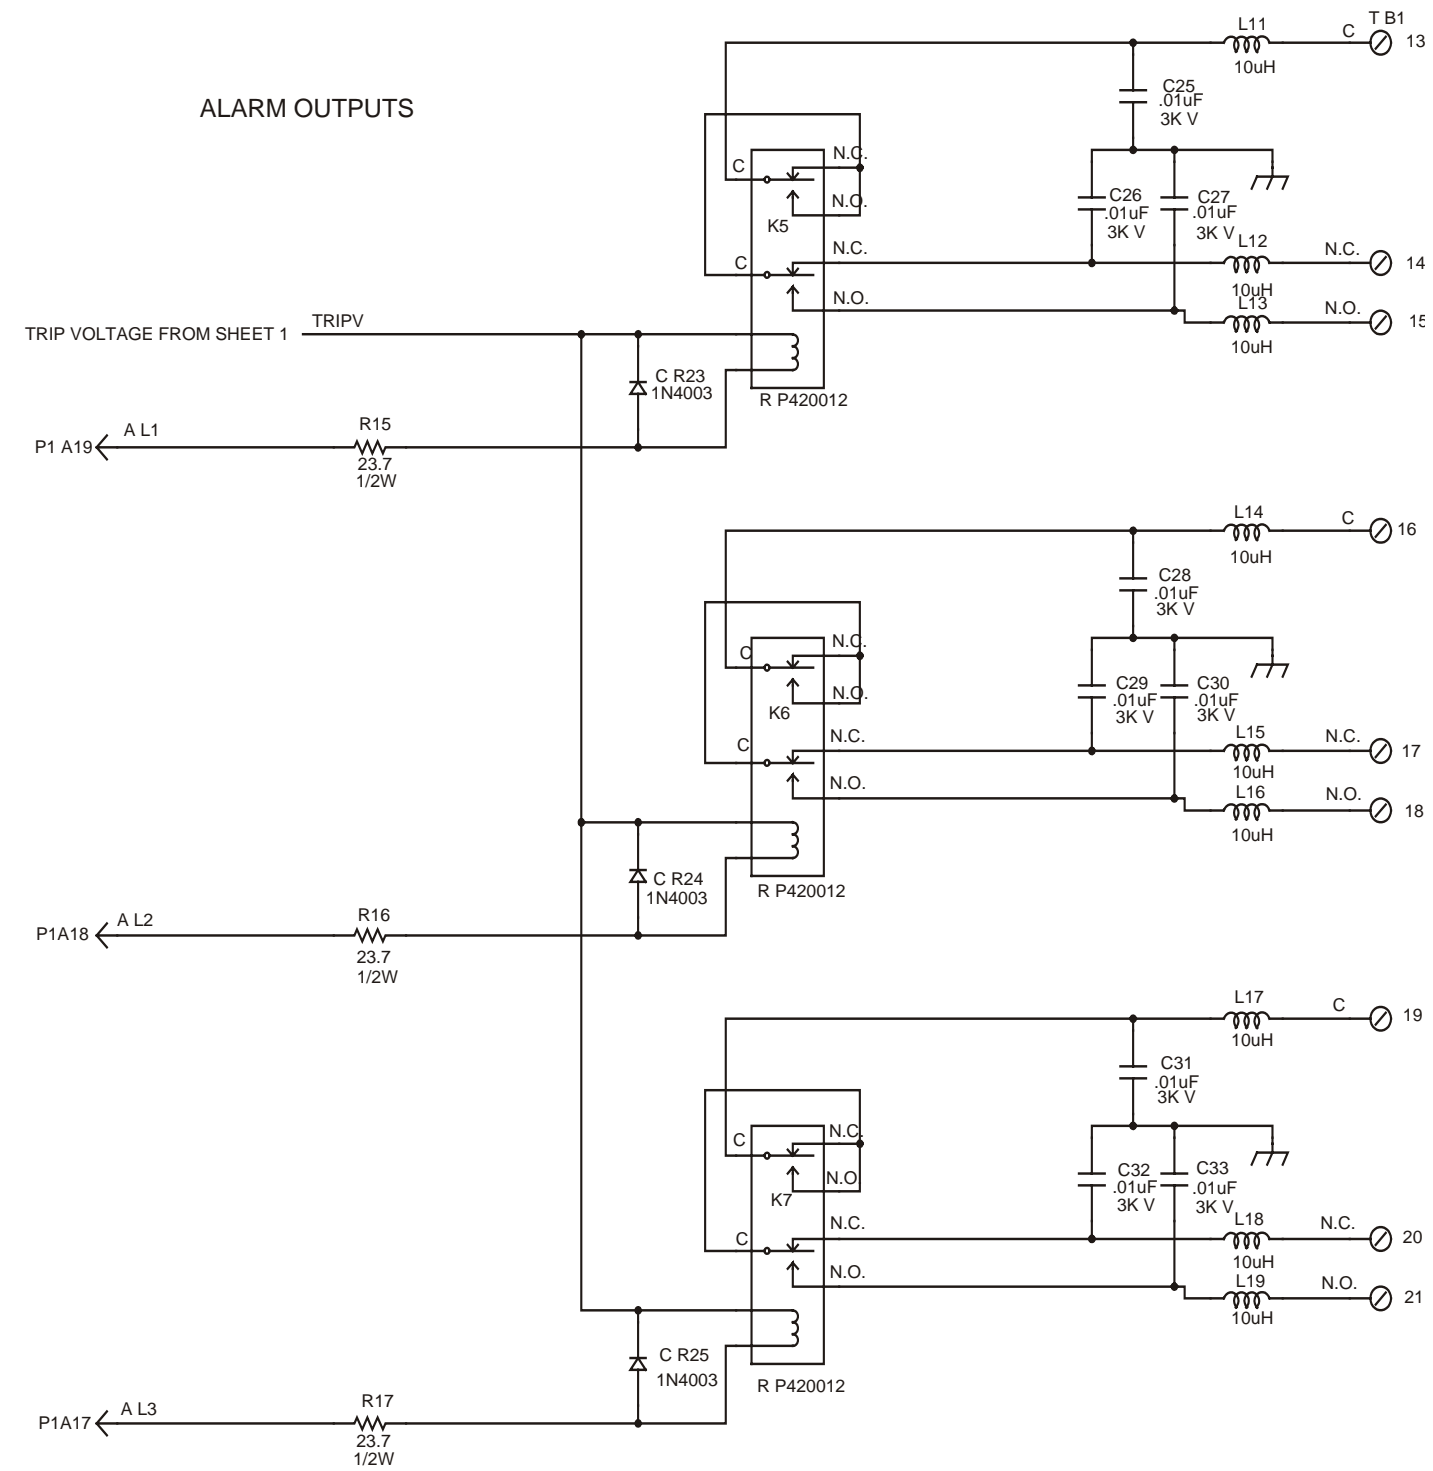 ALARM OUTPUTS
T B1
L11
C
13
10uH
C25
.01uF
3K V
N.C.
C
N.O.
K5
C26
.01uF
3K V
C27
.01uF
3K V
N.C.
C
L12
N.C.
14
10uH
N.O.
L13
N.O.
15
10uH
TRIP VOLTAGE FROM SHEET 1
TRIPV
C R23
1N4003
R P420012
P1 A19
A L1
R15
23.7
1/2W
L14
C
16
10uH
C28
.01uF
3K V
N.C.
C
N.O.
K6
C29
.01uF
3K V
C30
.01uF
3K V
N.C.
C
L15
N.C.
17
10uH
N.O.
L16
N.O.
18
10uH
C R24
1N4003
R P420012
P1A18
A L2
R16
23.7
1/2W
L17
C
19
10uH
C31
.01uF
3K V
N.C.
C
N.O.
K7
C32
.01uF
3K V
C33
.01uF
3K V
N.C.
C
L18
N.C.
20
10uH
N.O.
L19
N.O.
21
10uH
C R25
1N4003
R P420012
P1A17
A L3
R17
23.7
1/2W